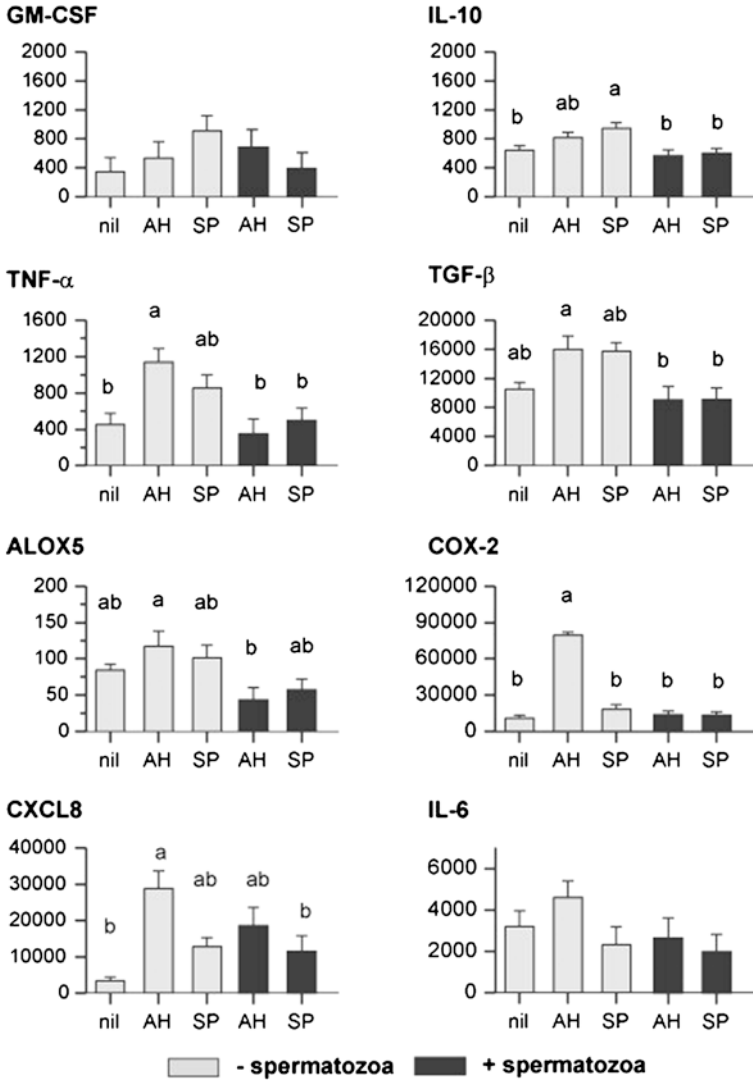 GM-CSF
2000
1600
1200
800
400
0
nil AH SP AH SP
IL-10
2000
1600
1200
800
400
0
b ab a b b
nil AH SP AH SP
TNF-α
1600
1200
800
400
0
b a ab b b
nil AH SP AH SP
TGF-β
20000
16000
12000
8000
4000
0
ab a ab b b
nil AH SP AH SP
ALOX5
200
150
100
50
0
ab a ab b ab
nil AH SP AH SP
COX-2
120000
90000
60000
30000
0
b a b b b
nil AH SP AH SP
CXCL8
40000
30000
20000
10000
0
b a ab ab b
nil AH SP AH SP
IL-6
6000
4000
2000
0
nil AH SP AH SP
- spermatozoa + spermatozoa